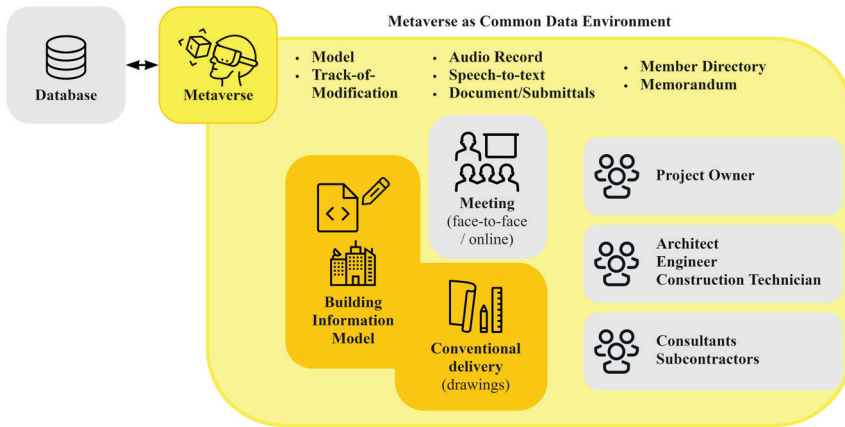 Metaverse as Common Data Environment
Database
Metaverse
• Model
• Track-of-
Modification
• Audio Record
• Speech-to-text
• Document/Submittals
• Member Directory
• Memorandum
Meeting
(face-to-face
/ online)
Building
Information
Model
Conventional
delivery
(drawings)
Project Owner
Architect
Engineer
Construction Technician
Consultants
Subcontractors